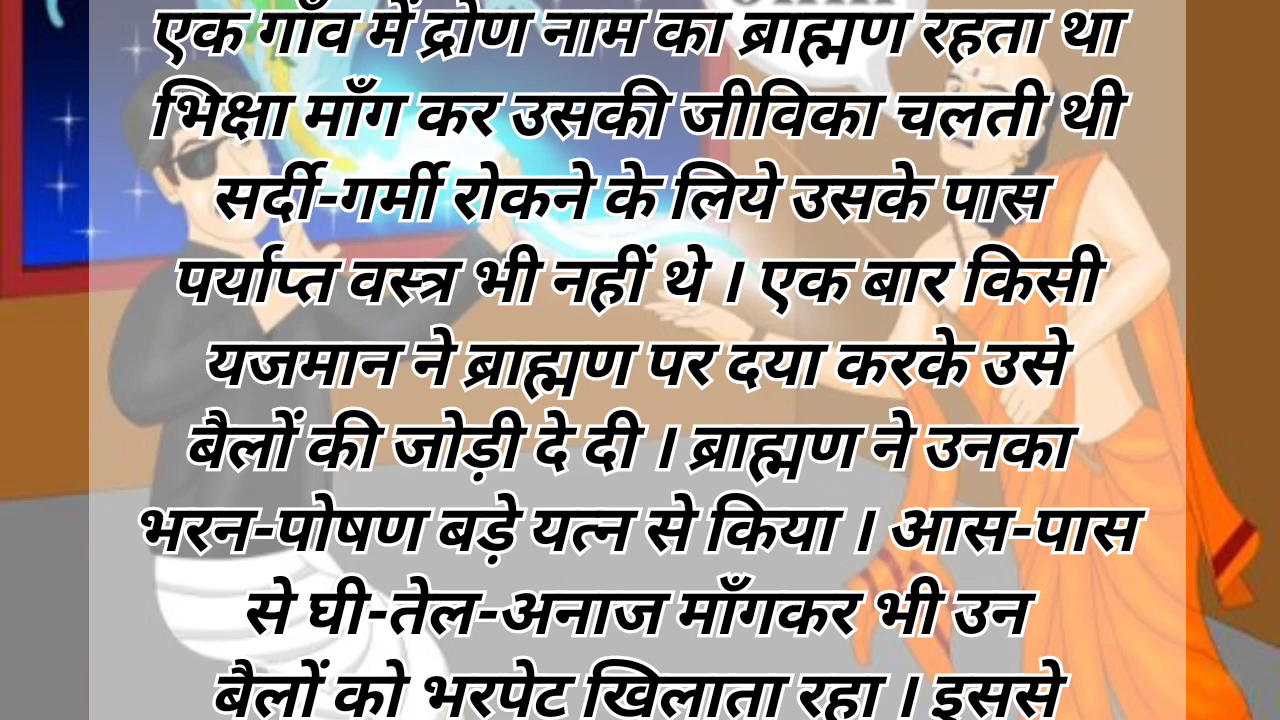 एक गाँव में द्रोण नाम का ब्राह्मण रहता था
भिक्षा माँग कर उसकी जीविका चलती थी
सर्दी-गर्मी रोकने के लिये उसके पास
पर्याप्त वस्त्र भी नहीं थे । एक बार किसी
यजमान ने ब्राह्मण पर दया करके उसे
बैलों की जोड़ी दे दी । ब्राह्मण ने उनका
भरन-पोषण बड़े यत्न से किया । आस-पास
से घी-तेल-अनाज माँगकर भी उन
बैलों को भरपेट खिलाता रहा । इससे